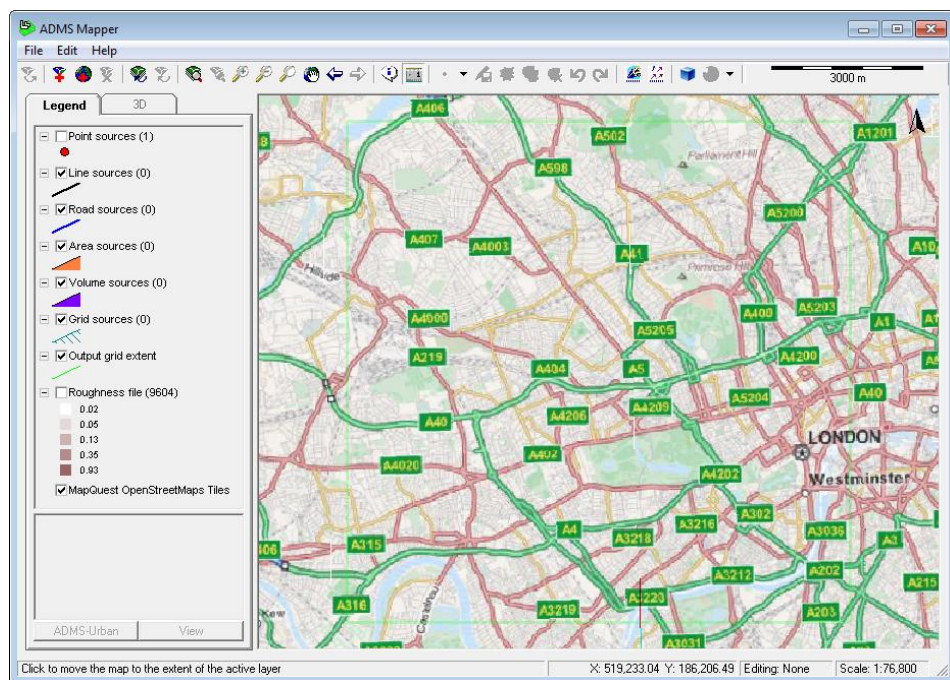 ADMS Mapper
File Edit Help
3000 m
Legend 3D
Point sources (1)
Line sources (0)
Road sources (0)
Area sources (0)
Volume sources (0)
Grid sources (0)
Output grid extent
Roughness file (9604)
0.02
0.05
0.13
0.35
0.93
MapQuest OpenStreetMaps Tiles
ADMS-Urban View
A406
A502
A1201
A598
Parliament Hill
A5200
A407
A4003
A41
Primrose Hill
Hillside
A4000
A400
A5203
A1
A5205
A219
A404
A5
A4200
A40
A4206
A4209
A5204
A40
A402
LONDON
A4020
A4202
Westminster
A4
A3216
A302
A3036
A315
A3218
A3
A3212
A202
A215
A316
Castelnau
A3219
A3220
A203
Kew
A3031
Click to move the map to the extent of the active layer X: 519,233.04 Y: 186,206.49 Editing: None Scale: 1:76,800